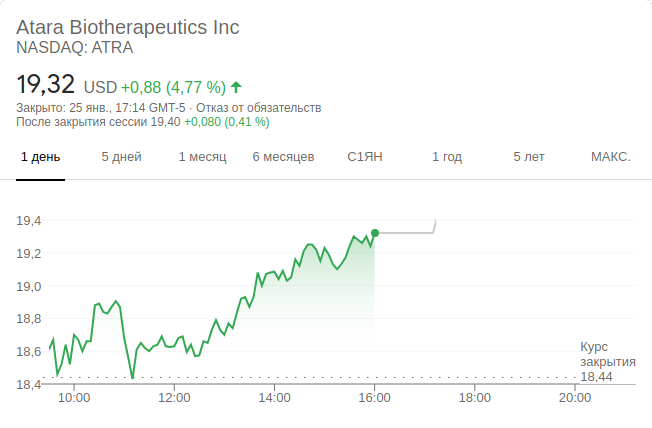 Atara Biotherapeutics Inc
NASDAQ: ATRA
19,32 USD +0,88 (4,77 %)
Закрыто: 25 янв., 17:14 GMT-5 · Отказ от обязательств
После закрытия сессии 19,40 +0,080 (0,41 %)
1 день 5 дней 1 месяц 6 месяцев С1ЯН 1 год 5 лет МАКС.
19,4
19,2
19,0
18,8
18,6
Курс
закрытия
18,44
18,4
10:00 12:00 14:00 16:00 18:00 20:00